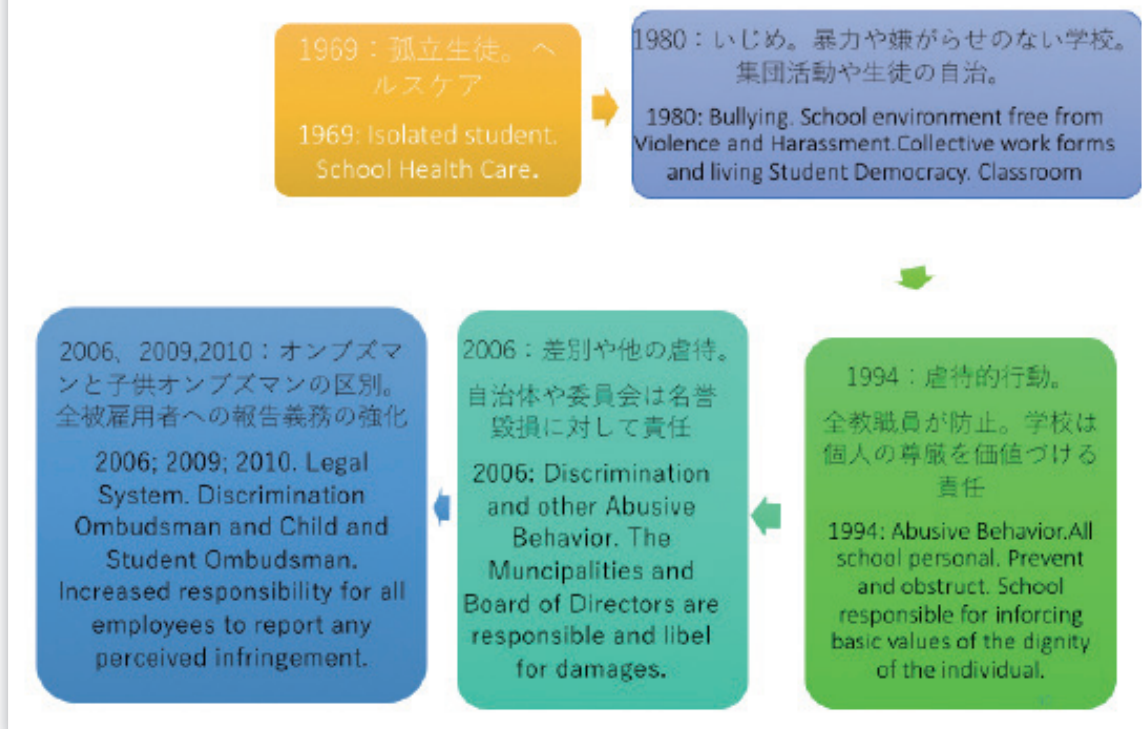 1969：孤立生徒。ヘ
ルスケア
1969: Isolated student.
School Health Care.
1980：いじめ。暴力や嫌がらせのない学校。
集団活動や生徒の自治。
1980: Bullying. School environment free from
Violence and Harassment.Collective work forms
and living Student Democracy. Classroom
1994：虐待的行動。
全教職員が防止。学校は
個人の尊厳を価値づける
責任
1994: Abusive Behavior.All
school personal. Prevent
and obstruct. School
responsible for inforcing
basic values of the dignity
of the individual.
2006：差別や他の虐待。
自治体や委員会は名誉
毀損に対して責任
2006: Discrimination
and other Abusive
Behavior. The
Muncipalities and
Board of Directors are
responsible and libel
for damages.
2006、2009,2010：オンブズマ
ンと子供オンブズマンの区別。
全被雇用者への報告義務の強化
2006; 2009; 2010. Legal
System. Discrimination
Ombudsman and Child and
Student Ombudsman.
Increased responsibility for all
employees to report any
perceived infringement.